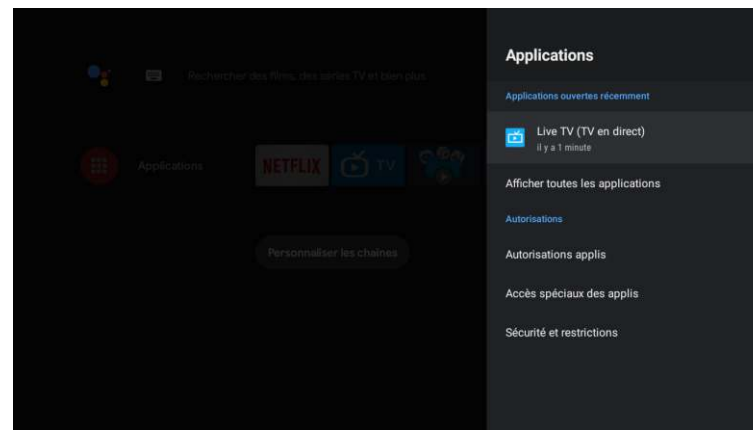 Applications
Applications ouvertes récemment
Live TV (TV en direct)
il y a 1 minute
Afficher toutes les applications
Autorisations
Autorisations applis
Accès spéciaux des applis
Sécurité et restrictions
Rechercher des films, des séries TV et bien plus
Applications
NETFLIX
TV
Personnaliser les chaînes